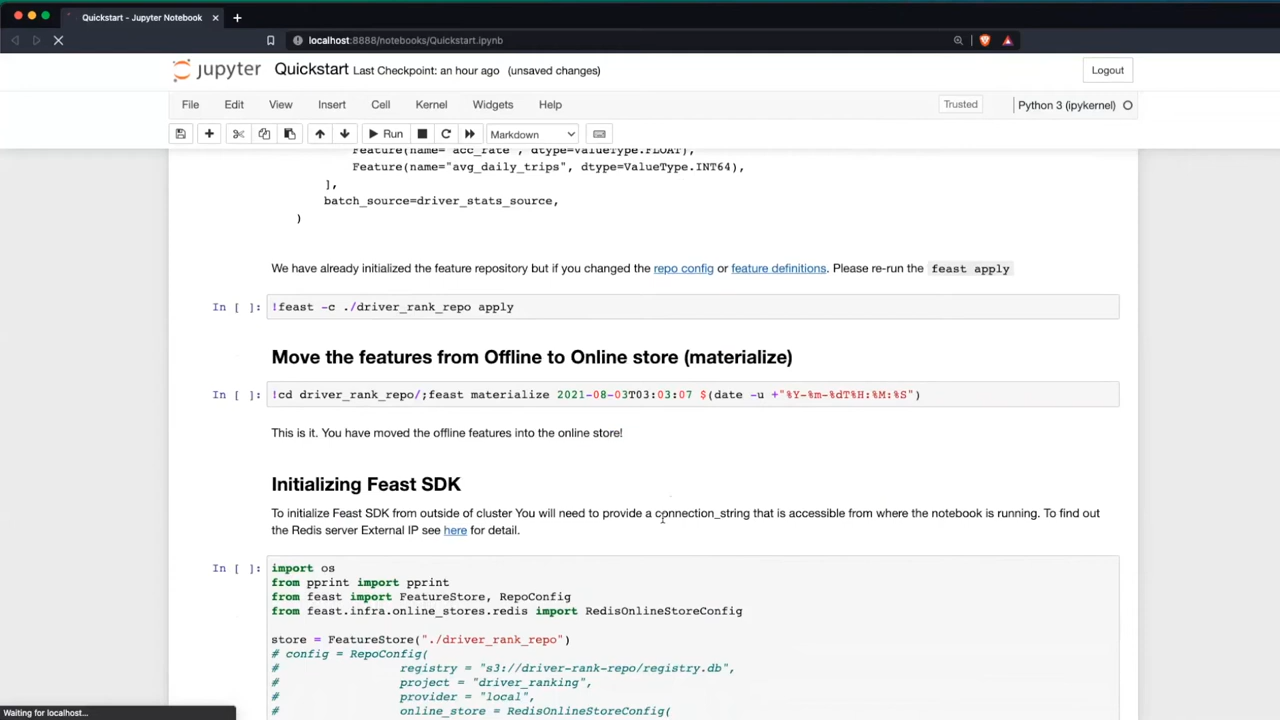 Quickstart - Jupyter Notebook
localhost:8888/notebooks/Quickstart.ipynb
jupyter Quickstart Last Checkpoint: an hour ago (unsaved changes) Logout
File Edit View Insert Cell Kernel Widgets Help Trusted Python 3 (ipykernel)
Run Markdown
Feature(name="acc_rate", dtype=ValueType.FLOAT),
Feature(name="avg_daily_trips", dtype=ValueType.INT64),
],
batch_source=driver_stats_source,
)
We have already initialized the feature repository but if you changed the repo config or feature definitions. Please re-run the feast apply
In [ ]: !feast -c ./driver_rank_repo apply
Move the features from Offline to Online store (materialize)
In [ ]: !cd driver_rank_repo/;feast materialize 2021-08-03T03:03:07 $(date -u +"%Y-%m-%dT%H:%M:%S")
This is it. You have moved the offline features into the online store!
Initializing Feast SDK
To initialize Feast SDK from outside of cluster You will need to provide a connection_string that is accessible from where the notebook is running. To find out
the Redis server External IP see here for detail.
In [ ]: import os
from pprint import pprint
from feast import FeatureStore, RepoConfig
from feast.infra.online_stores.redis import RedisOnlineStoreConfig
store = FeatureStore("./driver_rank_repo")
# config = RepoConfig(
# registry = "s3://driver-rank-repo/registry.db",
# project = "driver_ranking",
# provider = "local",
# online_store = RedisOnlineStoreConfig(
Waiting for localhost...